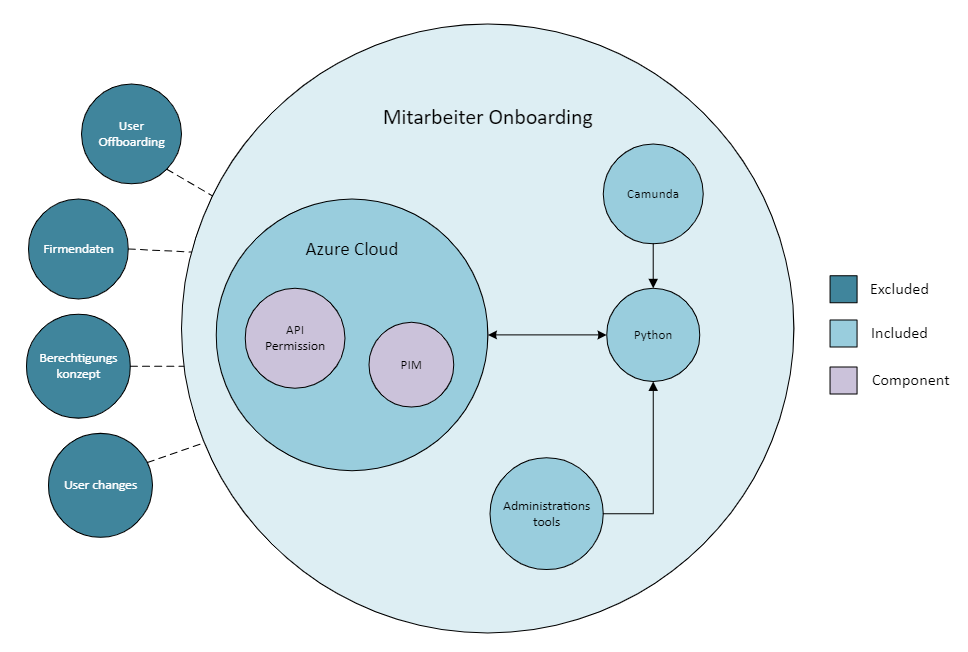 Mitarbeiter Onboarding
User
Offboarding
Firmendaten
Berechtigungs
konzept
User changes
Azure Cloud
API
Permission
PIM
Camunda
Python
Administrations
tools
Excluded
Included
Component